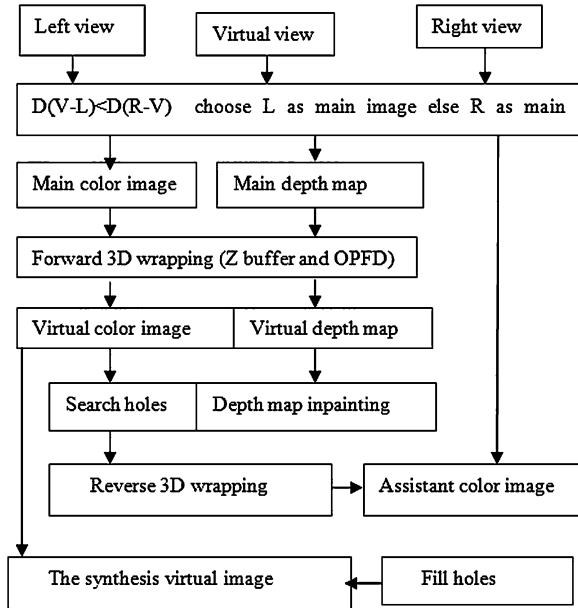 Left view
Virtual view
Right view
D(V-L)<D(R-V) choose L as main image else R as main
Main color image
Main depth map
Forward 3D wrapping (Z buffer and OPFD)
Virtual color image
Virtual depth map
Search holes
Depth map inpainting
Reverse 3D wrapping
Assistant color image
The synthesis virtual image
Fill holes